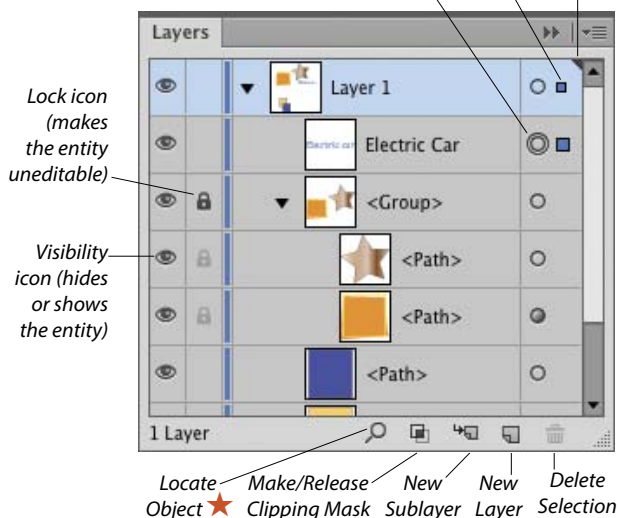 Layers
Layer 1
Electric Car
<Group>
<Path>
<Path>
<Path>
1 Layer
Lock icon
(makes
the entity
uneditable)
Visibility
icon (hides
or shows
the entity)
Locate
Object
Make/Release
Clipping Mask
New
Sublayer
New
Layer
Delete
Selection